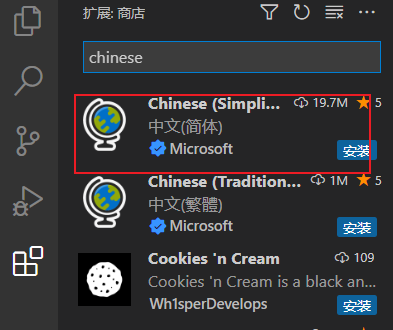 扩展: 商店
chinese
Chinese (Simpli... 19.7M 5
中文(简体)
Microsoft 安装
Chinese (Tradition... 1M 5
中文(繁體)
Microsoft 安装
Cookies 'n Cream 109
Cookies 'n Cream is a black an...
Wh1sperDevelops 安装